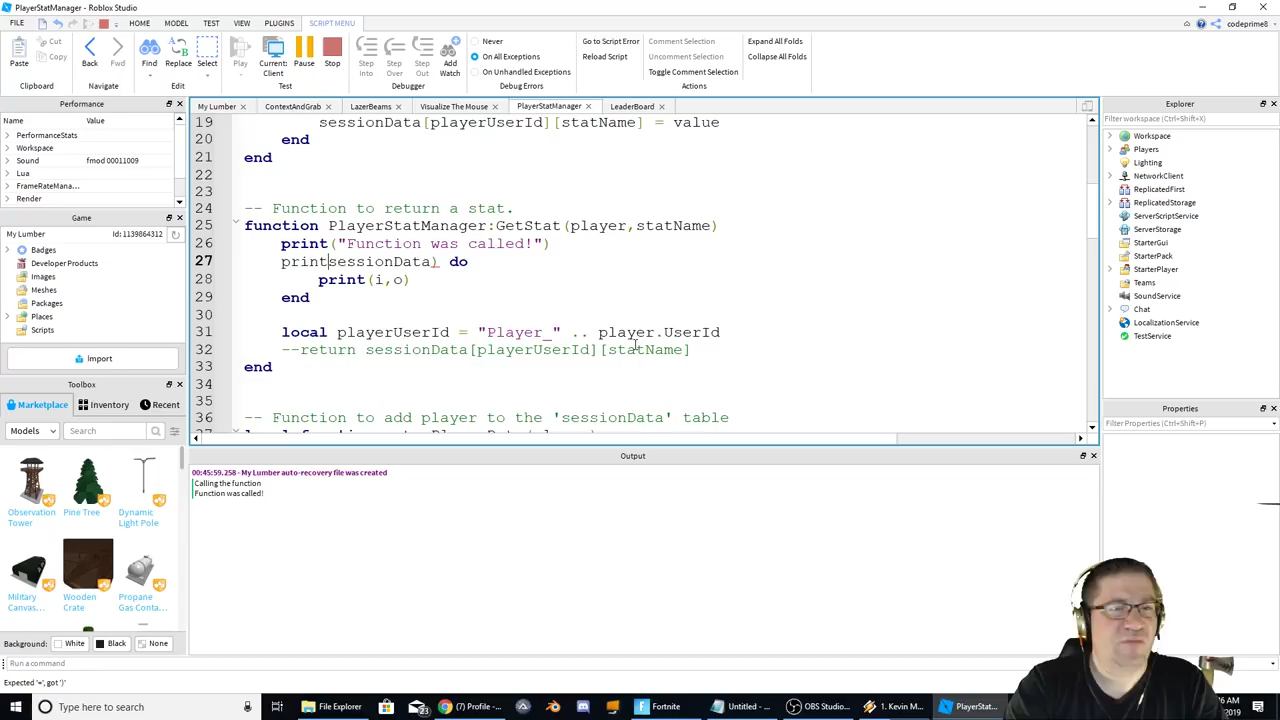 PlayerStatManager - Roblox Studio
FILE HOME MODEL TEST VIEW PLUGINS SCRIPT MENU codeprime8
Paste Cut Copy Back Fwd Find Replace Select Play Current: Client Pause Stop Step Into Step Over Step Out Add Watch
Never
On All Exceptions
On Unhandled Exceptions
Go to Script Error
Reload Script
Comment Selection
Uncomment Selection
Toggle Comment Selection
Expand All Folds
Collapse All Folds
Clipboard Navigate Edit Test Debugger Debug Errors Actions
Performance
Name Value
PerformanceStats
Workspace
Sound fmod 00011009
Lua
FrameRateMana...
Render
Game
My Lumber Id: 1139864312
Badges
Developer Products
Images
Meshes
Packages
Places
Scripts
Import
Toolbox
Marketplace Inventory Recent
Models Search
Observation Tower
Pine Tree
Dynamic Light Pole
Military Canvas...
Wooden Crate
Propane Gas Conta...
Background: White Black None
My Lumber ContextAndGrab LazerBeams Visualize The Mouse PlayerStatManager LeaderBoard
19 sessionData[playerUserId][statName] = value
20 end
21 end
22
23
24 -- Function to return a stat.
25 function PlayerStatManager:GetStat(player,statName)
26 print("Function was called!")
27 printsessionData) do
28 print(i,o)
29 end
30
31 local playerUserId = "Player_" .. player.UserId
32 --return sessionData[playerUserId][statName]
33 end
34
35
36 -- Function to add player to the 'sessionData' table
37
Output
00:45:59.258 - My Lumber auto-recovery file was created
Calling the function
Function was called!
Explorer
Filter workspace (Ctrl+Shift+X)
Workspace
Players
Lighting
NetworkClient
ReplicatedFirst
ReplicatedStorage
ServerScriptService
ServerStorage
StarterGui
StarterPack
StarterPlayer
Teams
SoundService
Chat
LocalizationService
TestService
Properties
Filter Properties (Ctrl+Shift+P)
Run a command
Expected '=', got ')'
Type here to search
File Explorer
23
(7) Profile - ...
Fortnite
Untitled - ...
OBS Studio
1. Kevin M...
PlayerStat...
6 AM
2019